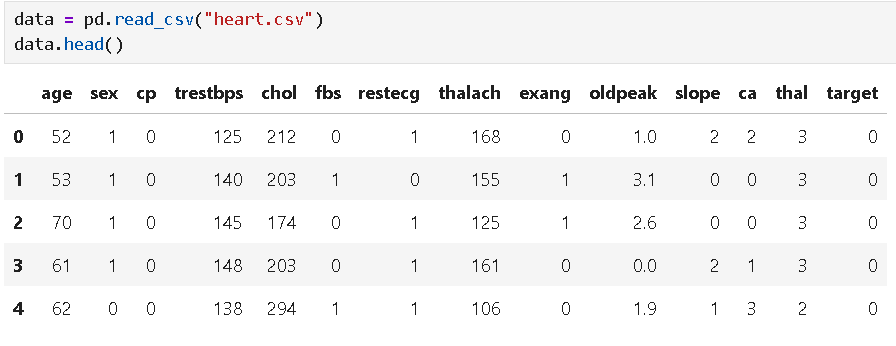 data = pd.read_csv("heart.csv")
data.head()
age sex cp trestbps chol fbs restecg thalach exang oldpeak slope ca thal target
0 52 1 0 125 212 0 1 168 0 1.0 2 2 3 0
1 53 1 0 140 203 1 0 155 1 3.1 0 0 3 0
2 70 1 0 145 174 0 1 125 1 2.6 0 0 3 0
3 61 1 0 148 203 0 1 161 0 0.0 2 1 3 0
4 62 0 0 138 294 1 1 106 0 1.9 1 3 2 0